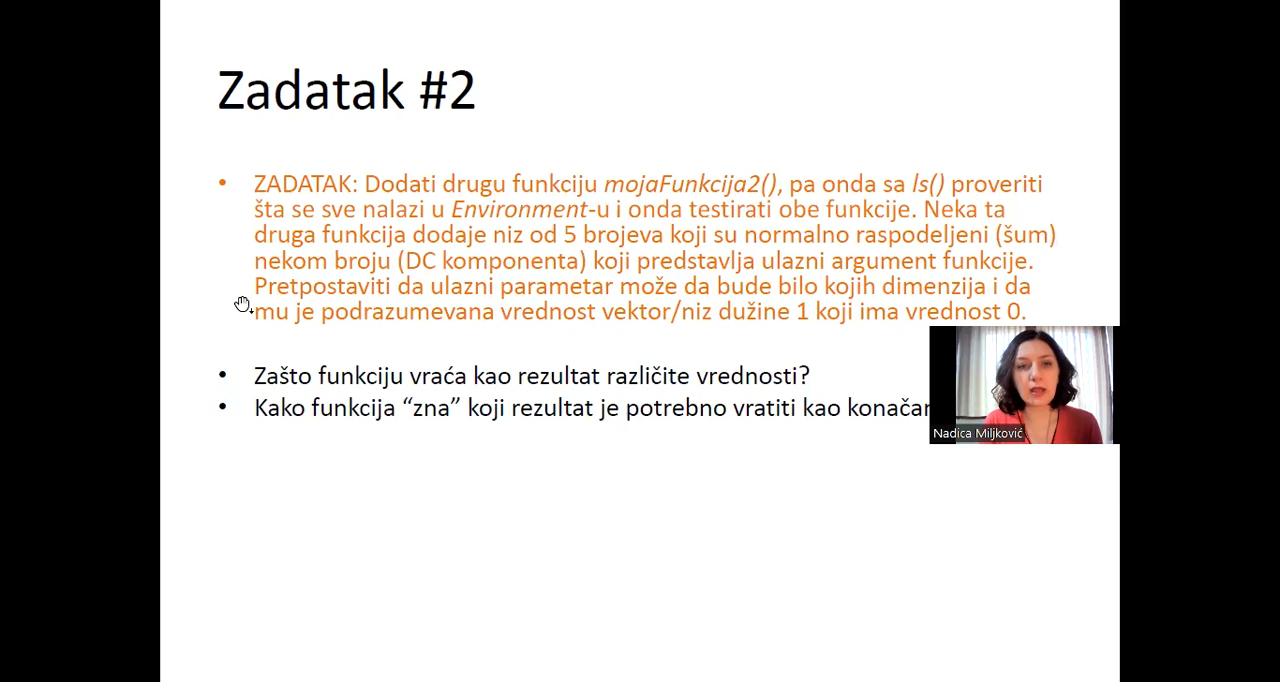 Zadatak #2
• ZADATAK: Dodati drugu funkciju mojaFunkcija2(), pa onda sa ls() proveriti
šta se sve nalazi u Environment-u i onda testirati obe funkcije. Neka ta
druga funkcija dodaje niz od 5 brojeva koji su normalno raspodeljeni (šum)
nekom broju (DC komponenta) koji predstavlja ulazni argument funkcije.
Pretpostaviti da ulazni parametar može da bude bilo kojih dimenzija i da
mu je podrazumevana vrednost vektor/niz dužine 1 koji ima vrednost 0.
• Zašto funkciju vraća kao rezultat različite vrednosti?
• Kako funkcija “zna” koji rezultat je potrebno vratiti kao
Nadica Miljković